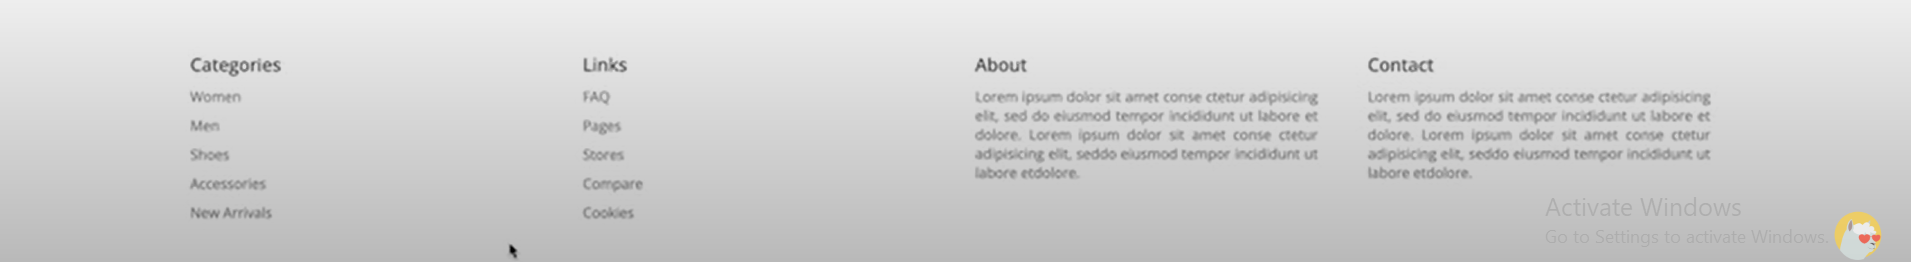 Categories
Women
Men
Shoes
Accessories
New Arrivals
Links
FAQ
Pages
Stores
Compare
Cookies
About
Lorem ipsum dolor sit amet conse ctetur adipisicing
elit, sed do eiusmod tempor incididunt ut labore et
dolore. Lorem ipsum dolor sit amet conse ctetur
adipisicing elit, seddo eiusmod tempor incididunt ut
labore etdolore.
Contact
Lorem ipsum dolor sit amet conse ctetur adipisicing
elit, sed do eiusmod tempor incididunt ut labore et
dolore. Lorem ipsum dolor sit amet conse ctetur
adipisicing elit, seddo eiusmod tempor incididunt ut
labore etdolore.
Activate Windows
Go to Settings to activate Windows.